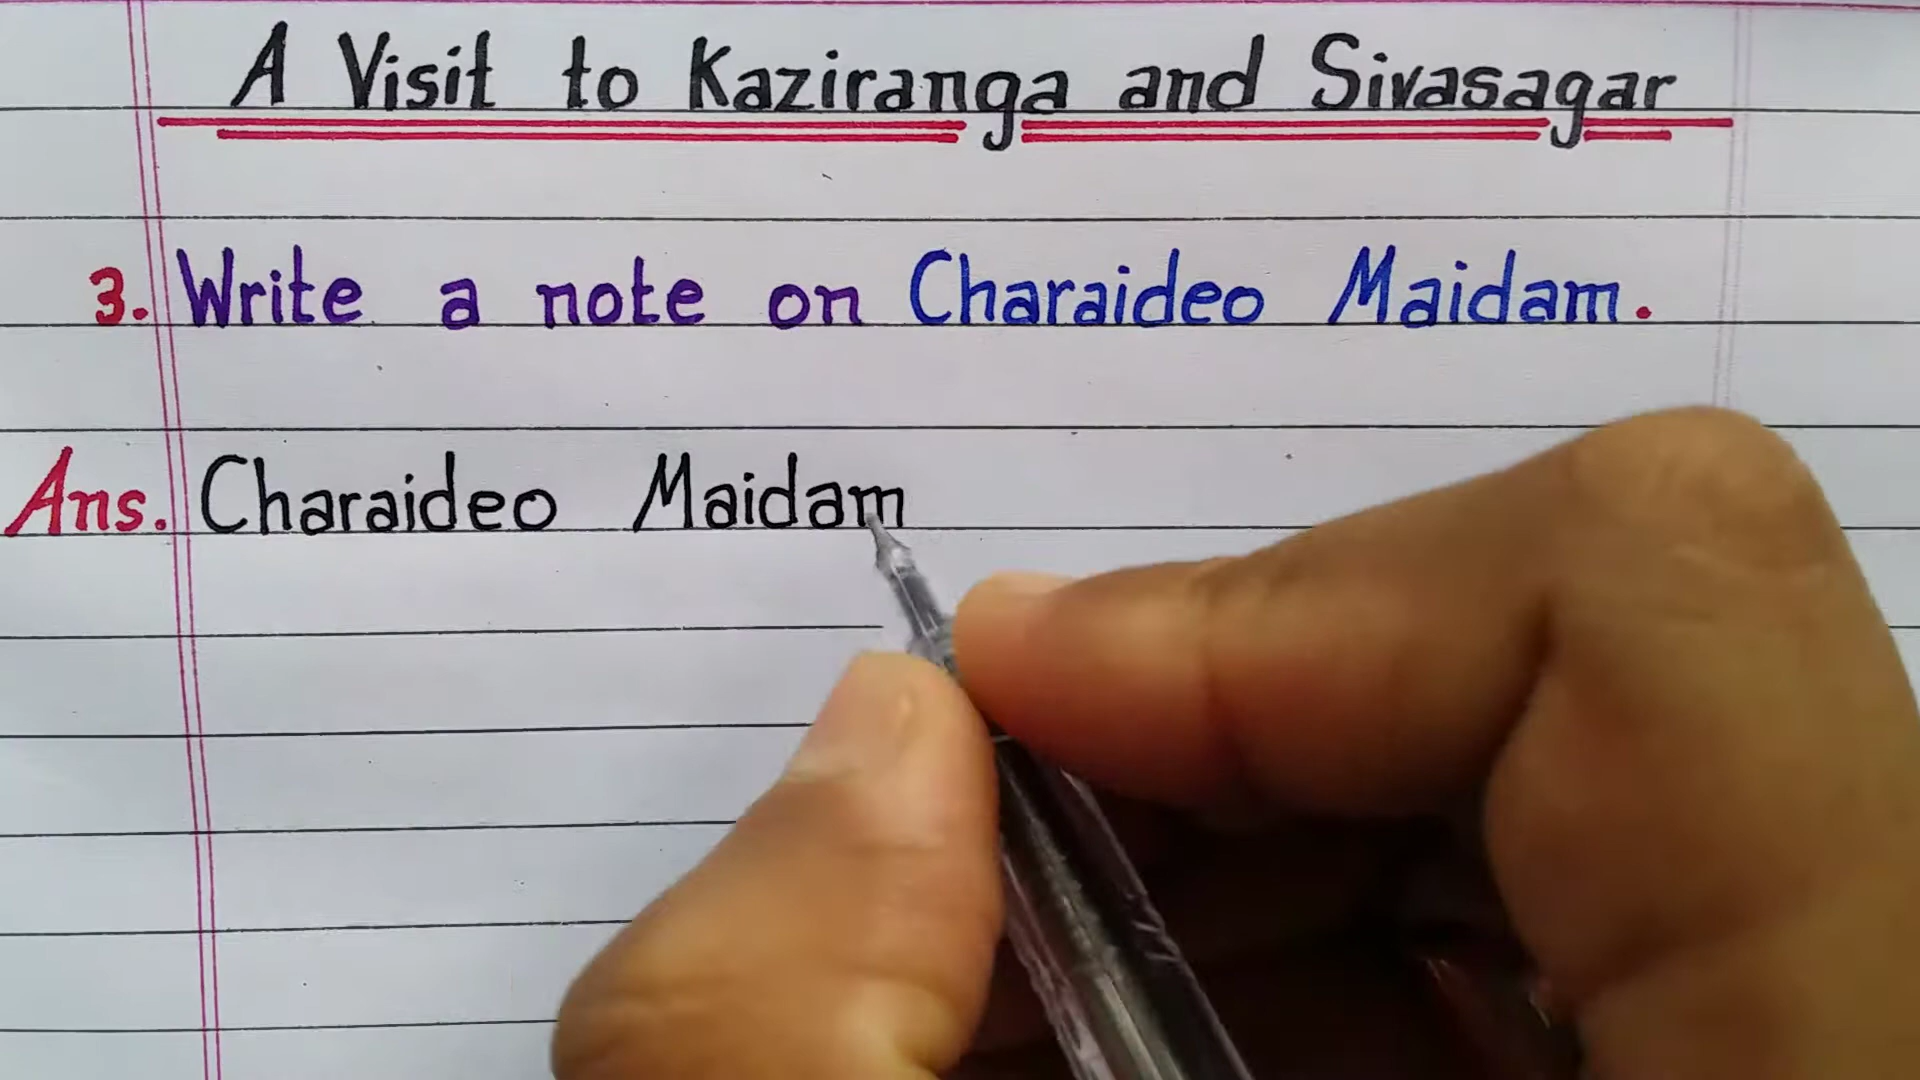 A Visit to Kaziranga and Sivasagar
3. Write a note on Charaideo Maidam.
Ans. Charaideo Maidam